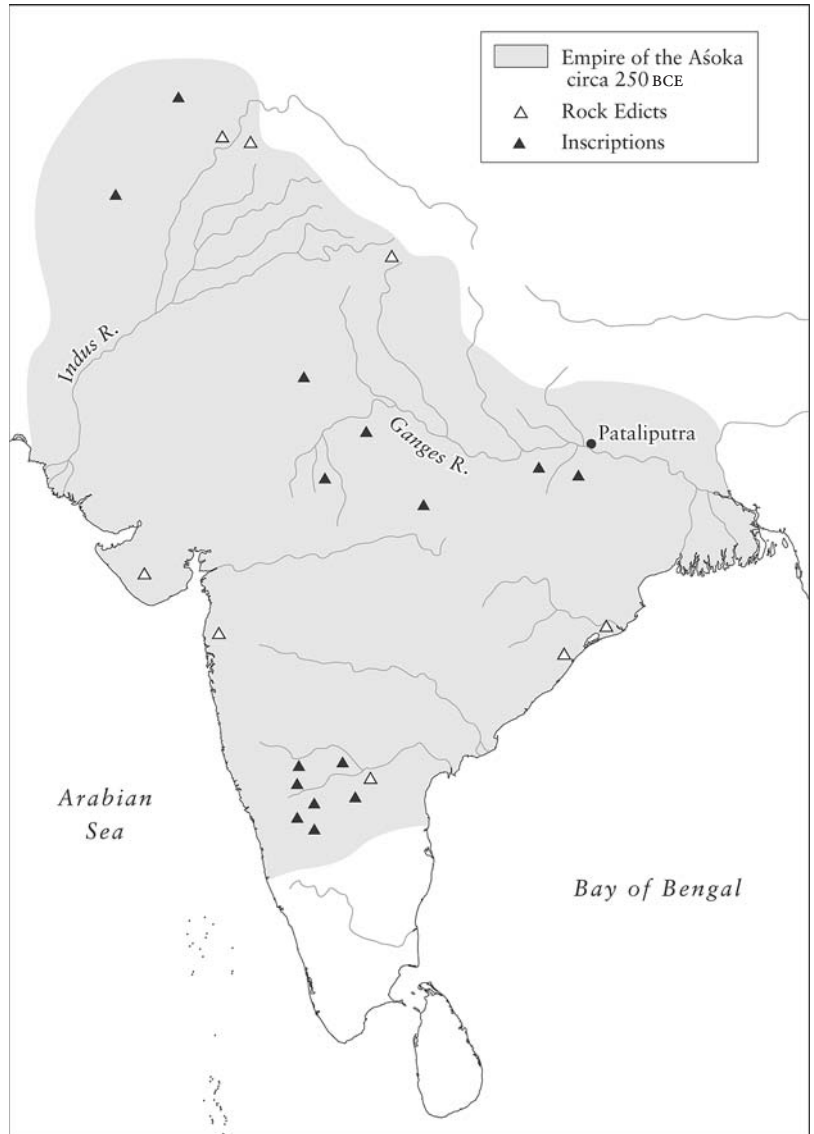 Empire of the Aśoka
circa 250 BCE
Rock Edicts
Inscriptions
Indus R.
Ganges R.
Pataliputra
Arabian
Sea
Bay of Bengal